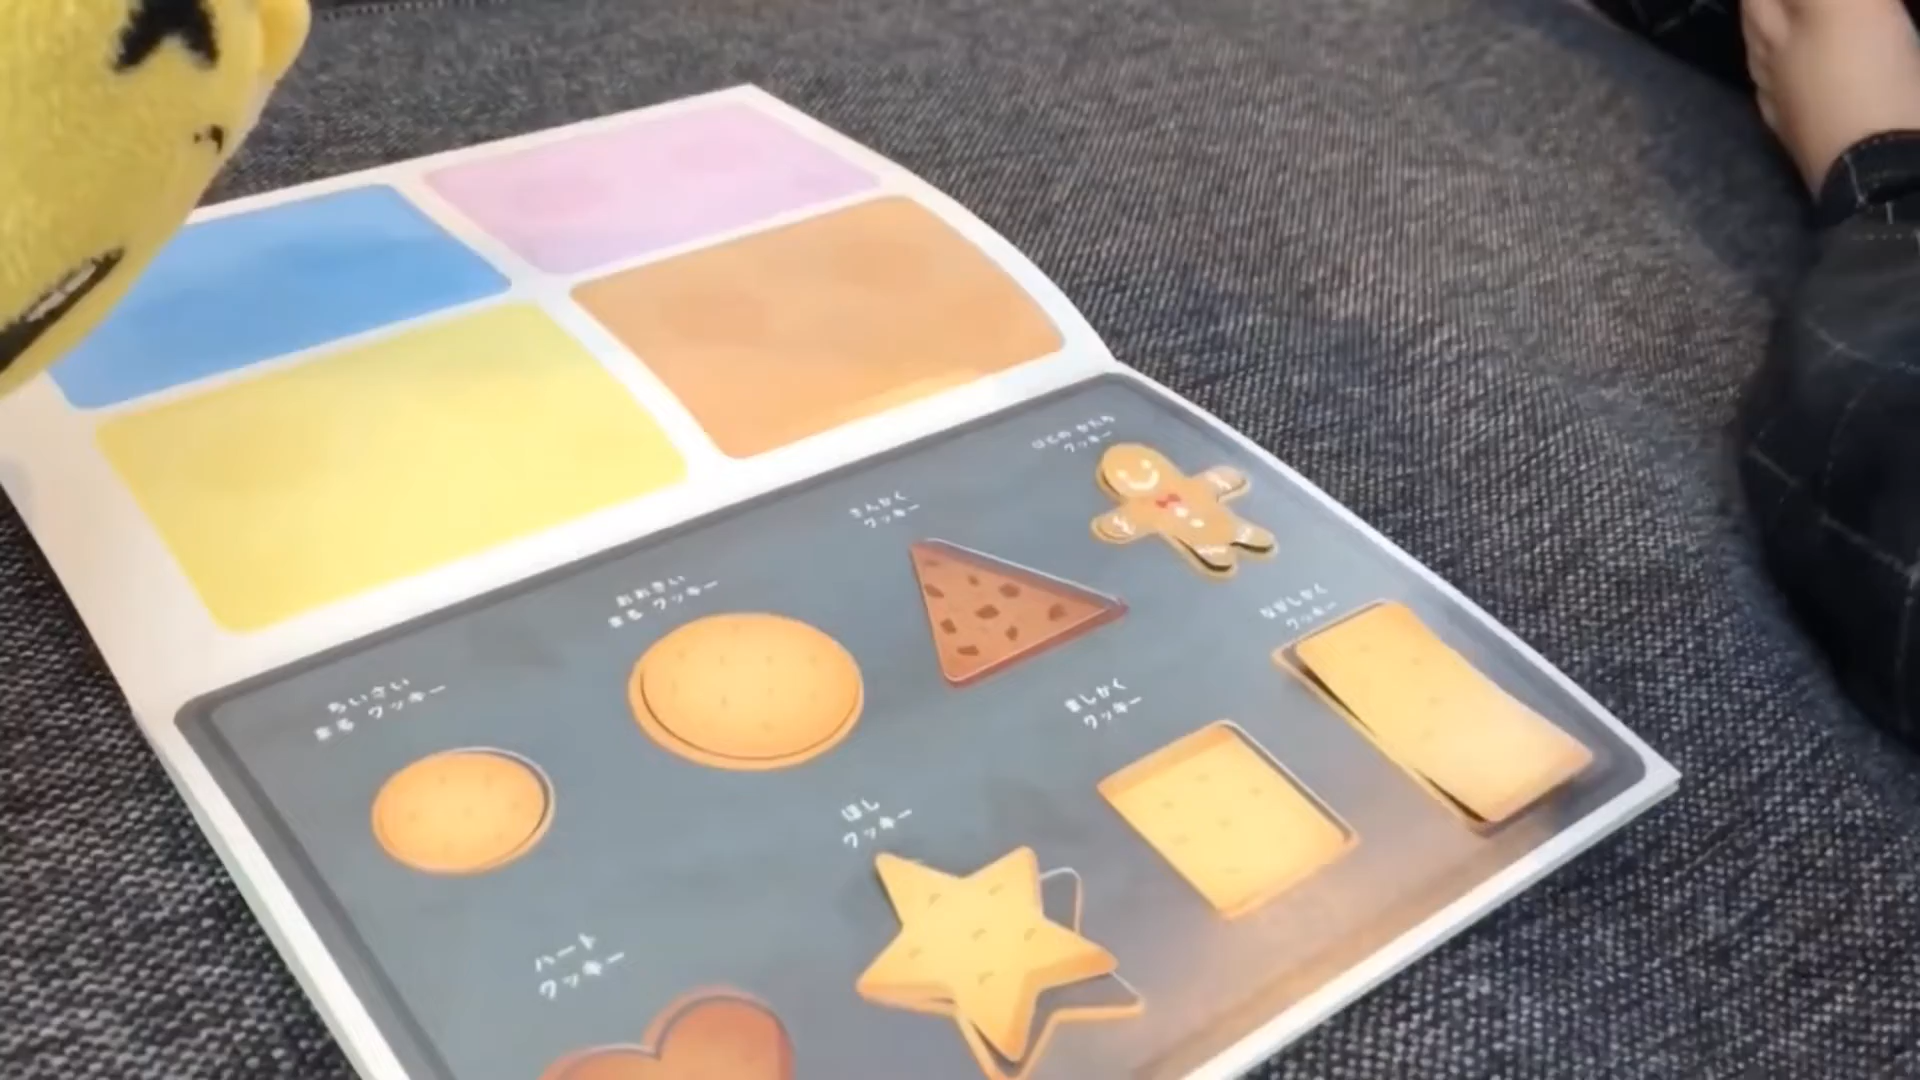 ひとの かたち
クッキー
さんかく
クッキー
おおきい
まる クッキー
ながしかく
クッキー
ちいさい
まる クッキー
ましかく
クッキー
ほし
クッキー
ハート
クッキー